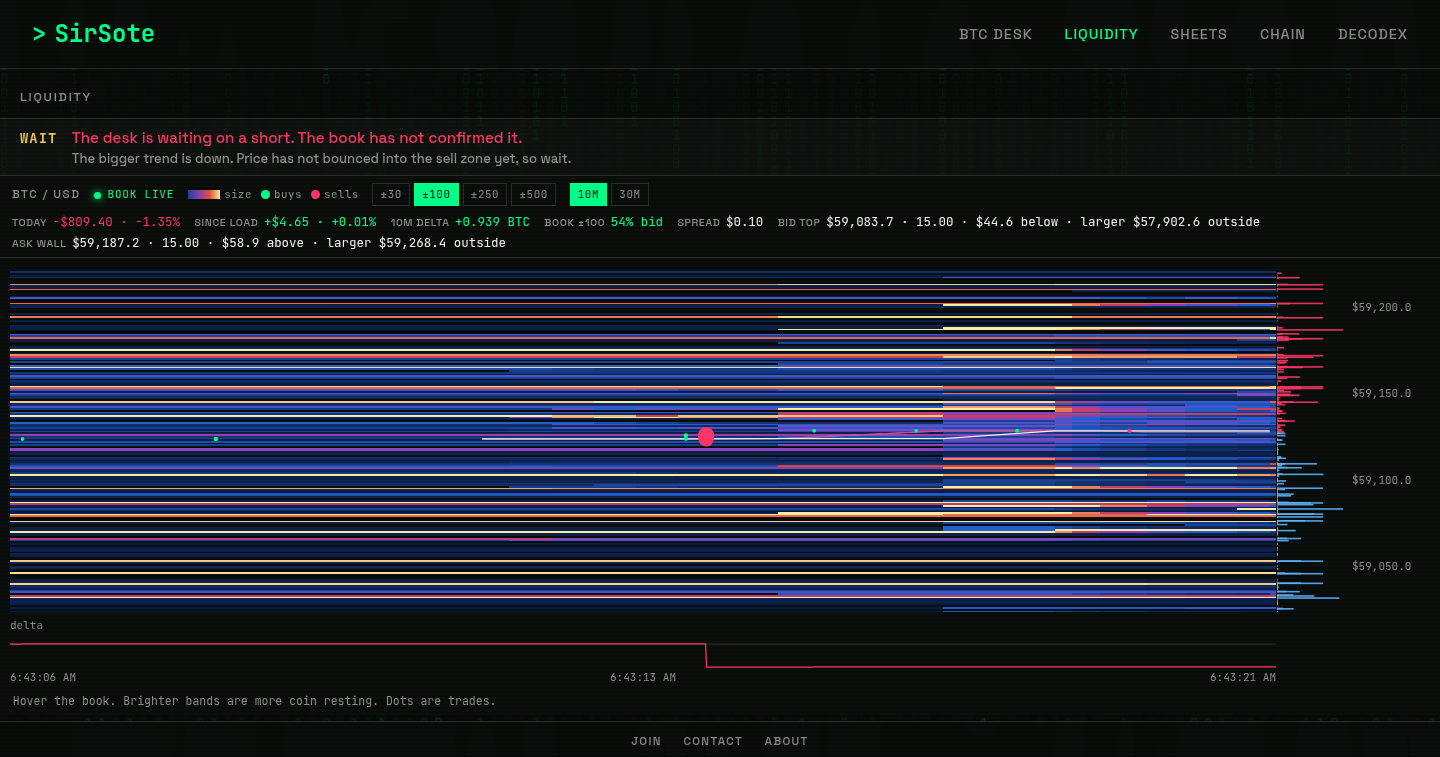 > SirSote
BTC DESK LIQUIDITY SHEETS CHAIN DECODEX
LIQUIDITY
WAIT The desk is waiting on a short. The book has not confirmed it.
The bigger trend is down. Price has not bounced into the sell zone yet, so wait.
BTC / USD BOOK LIVE size buys sells ±30 ±100 ±250 ±500 10M 30M
TODAY -$809.40 · -1.35% SINCE LOAD +$4.65 · +0.01% 10M DELTA +0.939 BTC BOOK ±100 54% bid SPREAD $0.10 BID TOP $59,083.7 · 15.00 · $44.6 below · larger $57,902.6 outside
ASK WALL $59,187.2 · 15.00 · $58.9 above · larger $59,268.4 outside
$59,200.0
$59,150.0
$59,100.0
$59,050.0
delta
6:43:06 AM 6:43:13 AM 6:43:21 AM
Hover the book. Brighter bands are more coin resting. Dots are trades.
JOIN CONTACT ABOUT